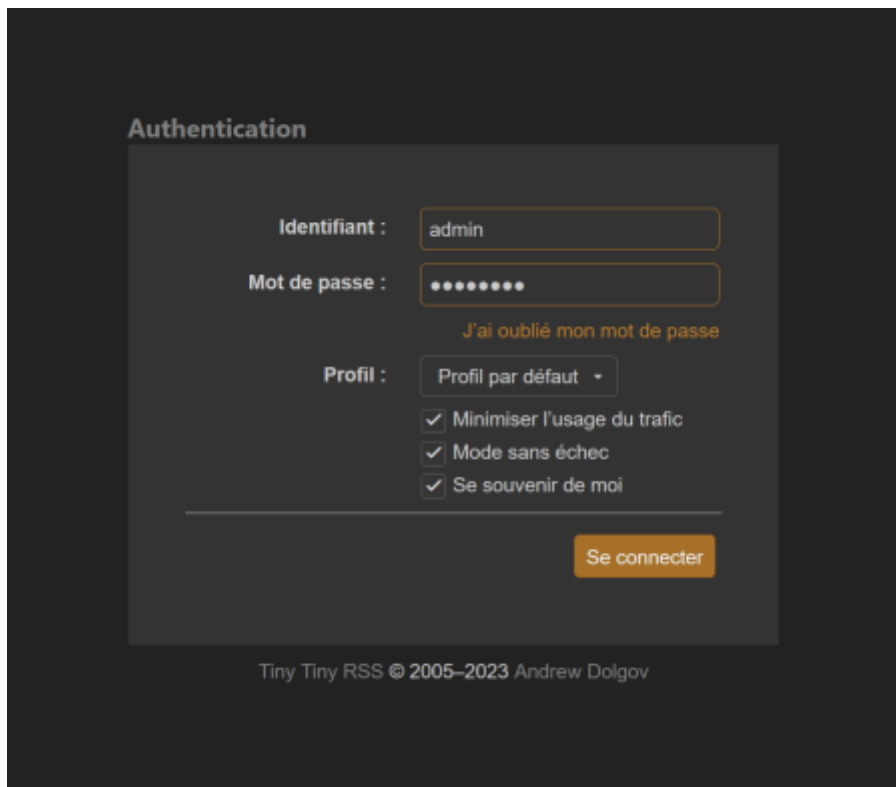 Authentication
Identifiant :
admin
Mot de passe :
••••••••
J'ai oublié mon mot de passe
Profil :
Profil par défaut
Minimiser l'usage du trafic
Mode sans échec
Se souvenir de moi
Se connecter
Tiny Tiny RSS © 2005–2023 Andrew Dolgov